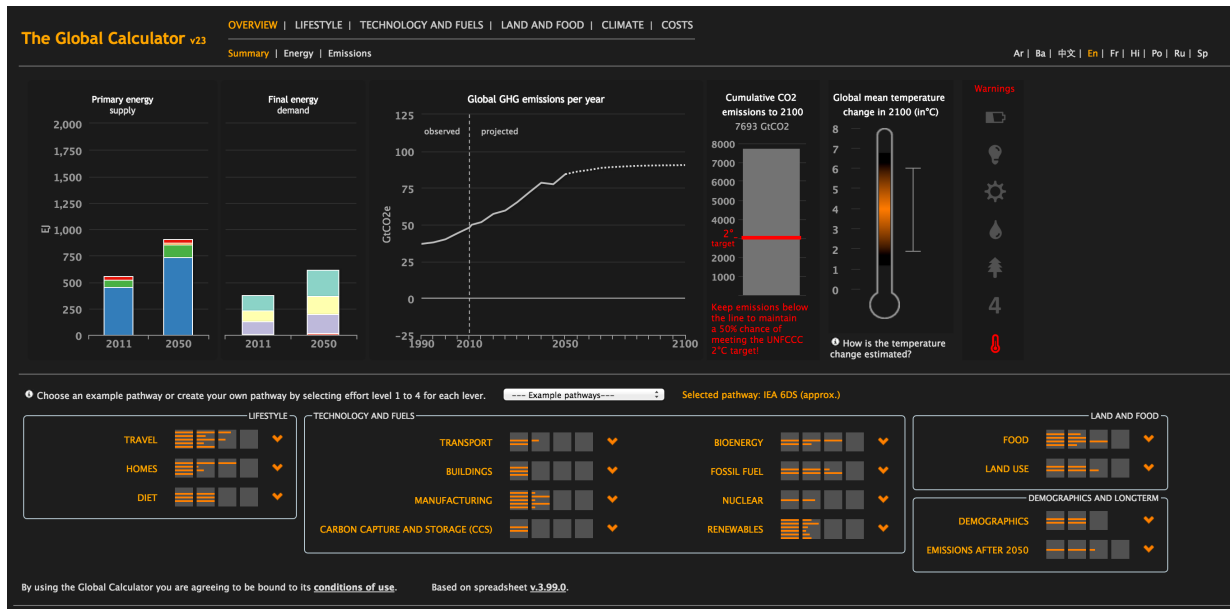 The Global Calculator v23
OVERVIEW | LIFESTYLE | TECHNOLOGY AND FUELS | LAND AND FOOD | CLIMATE | COSTS
Summary | Energy | Emissions
Ar | Ba | 中文 | En | Fr | Hi | Po | Ru | Sp
Primary energy
supply
2,000
1,750
1,500
1,250
EJ 1,000
750
500
250
0
2011 2050
Final energy
demand
2011 2050
Global GHG emissions per year
observed projected
GtCO2e
125
100
75
50
25
0
-25
1990 2010 2050 2100
Cumulative CO2
emissions to 2100
7693 GtCO2
8000
7000
6000
5000
4000
2°
target
2000
1000
Keep emissions below
the line to maintain
a 50% chance of
meeting the UNFCCC
2°C target!
Global mean temperature
change in 2100 (in°C)
8
7
6
5
4
3
2
1
0
How is the temperature
change estimated?
Warnings
4
Choose an example pathway or create your own pathway by selecting effort level 1 to 4 for each lever.
--- Example pathways---
Selected pathway: IEA 6DS (approx.)
LIFESTYLE
TRAVEL
HOMES
DIET
TECHNOLOGY AND FUELS
TRANSPORT
BUILDINGS
MANUFACTURING
CARBON CAPTURE AND STORAGE (CCS)
BIOENERGY
FOSSIL FUEL
NUCLEAR
RENEWABLES
LAND AND FOOD
FOOD
LAND USE
DEMOGRAPHICS AND LONGTERM
DEMOGRAPHICS
EMISSIONS AFTER 2050
By using the Global Calculator you are agreeing to be bound to its conditions of use.
Based on spreadsheet v.3.99.0.